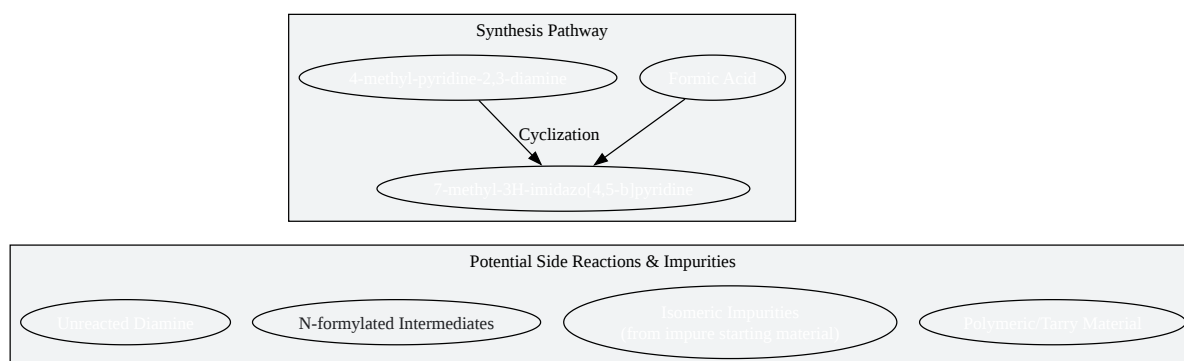 Synthesis Pathway
4-methyl-pyridine-2,3-diamine
Formic Acid
Cyclization
7-methyl-3H-imidazo[4,5-b]pyridine
Potential Side Reactions & Impurities
Unreacted Diamine
N-formylated Intermediates
Isomeric Impurities
(from impure starting material)
Polymeric/Tarry Material